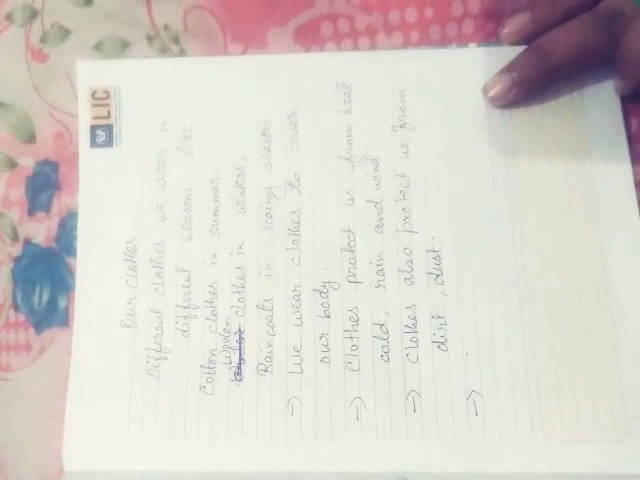 LIC
Our clothes
Different clothes we wear in
different seasons like
Cotton clothes in summer
Woolen
clothes in winters,
Raincoats in rainy season
→ We wear clothes to cover
our body.
→ Clothes protect us from heat
cold, rain and wind.
→ Clothes also protect us from
dirt, dust.
→ .